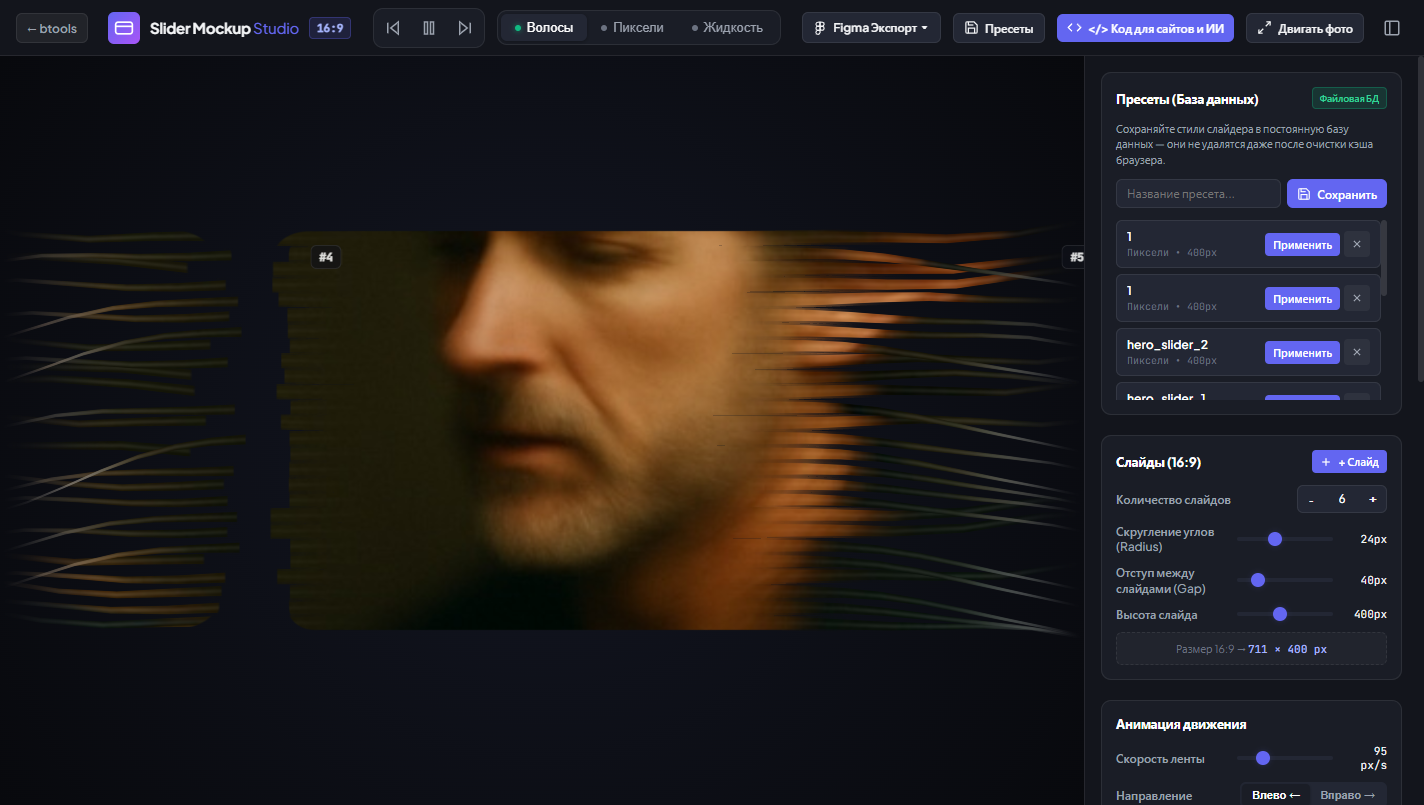 ← btools
Slider Mockup Studio 16:9
Волосы
Пиксели
Жидкость
Figma Экспорт
Пресеты
</> Код для сайтов и ИИ
Двигать фото
#4
#5
Пресеты (База данных)
Файловая БД
Сохраняйте стили слайдера в постоянную базу
данных — они не удалятся даже после очистки кэша
браузера.
Название пресета...
Сохранить
1
Пиксели • 400px
Применить ×
1
Пиксели • 400px
Применить ×
hero_slider_2
Пиксели • 400px
Применить ×
hero_slider_1
Слайды (16:9)
+ + Слайд
Количество слайдов
- 6 +
Скругление углов
(Radius)
24px
Отступ между
слайдами (Gap)
40px
Высота слайда
400px
Размер 16:9 → 711 × 400 px
Анимация движения
Скорость ленты
95
px/s
Направление
Влево ←
Вправо →